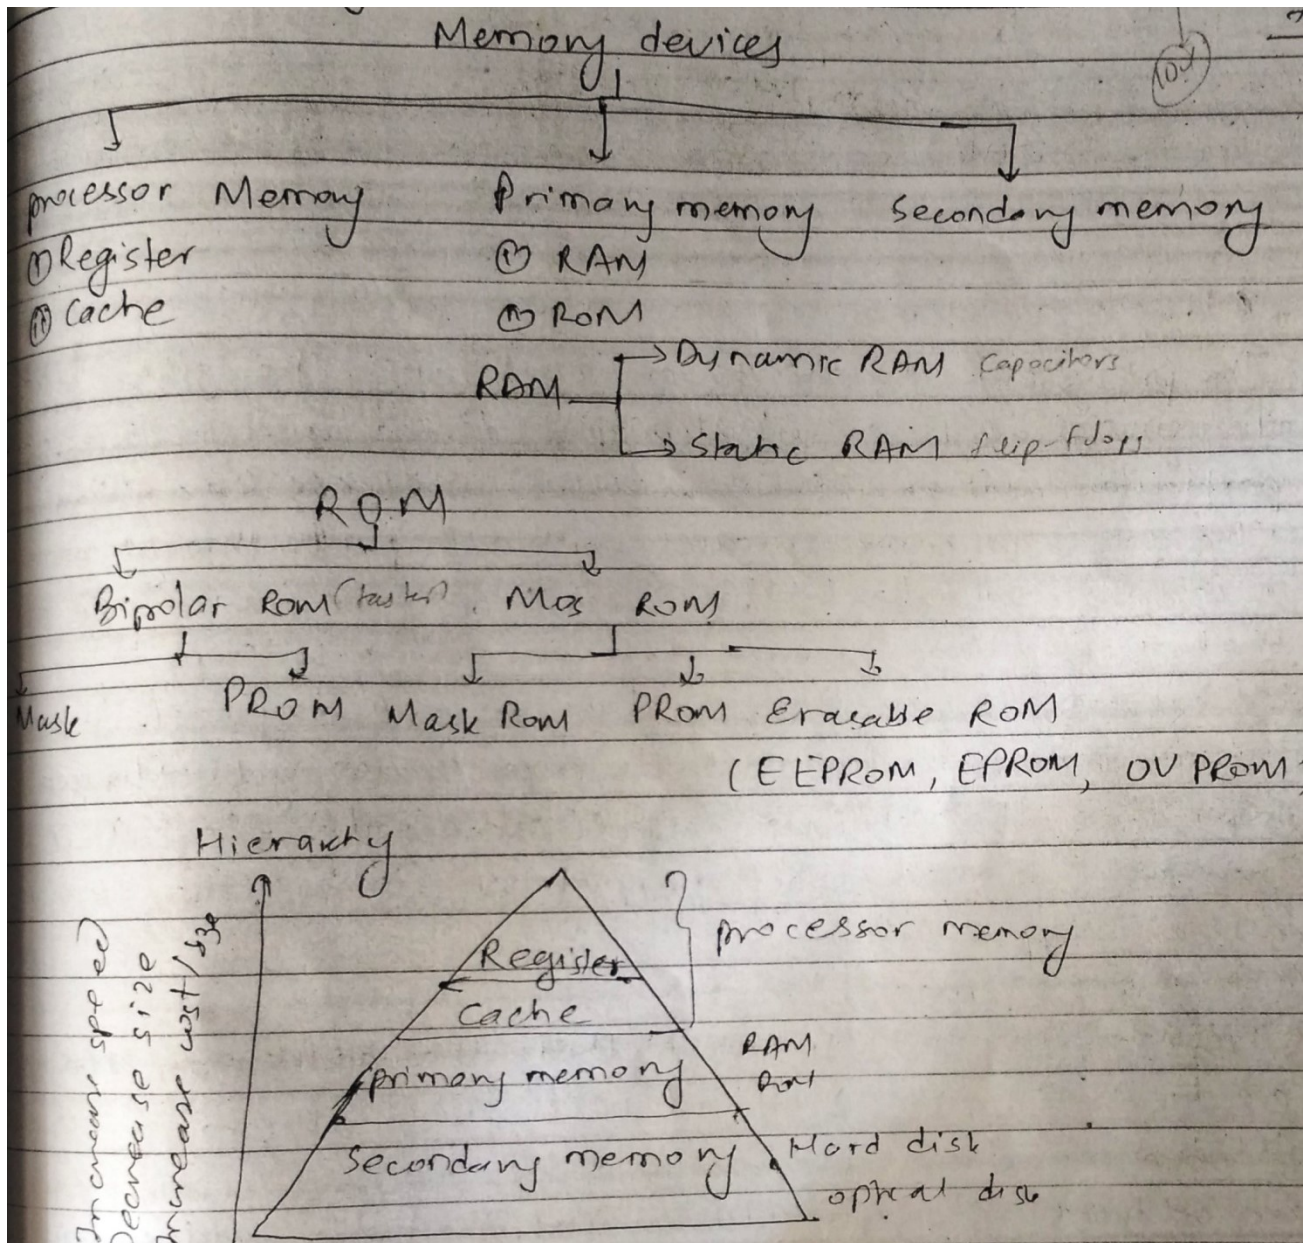 Memory devices
processor Memory Primary memory Secondary memory
(i) Register (i) RAM
(ii) Cache (ii) ROM
RAM → Dynamic RAM Capacitors
→ Static RAM flip-flops
ROM
Bipolar ROM (faster) Mos ROM
Mask PROM Mask Rom PROM Erasable ROM
(EEPROM, EPROM, OVPROM)
Hierarchy
Increase speed
Decrease size
Increase cost/
Register
Cache
processor memory
primary memory
RAM
Rom
Secondary memory
Hard disk
optical disk